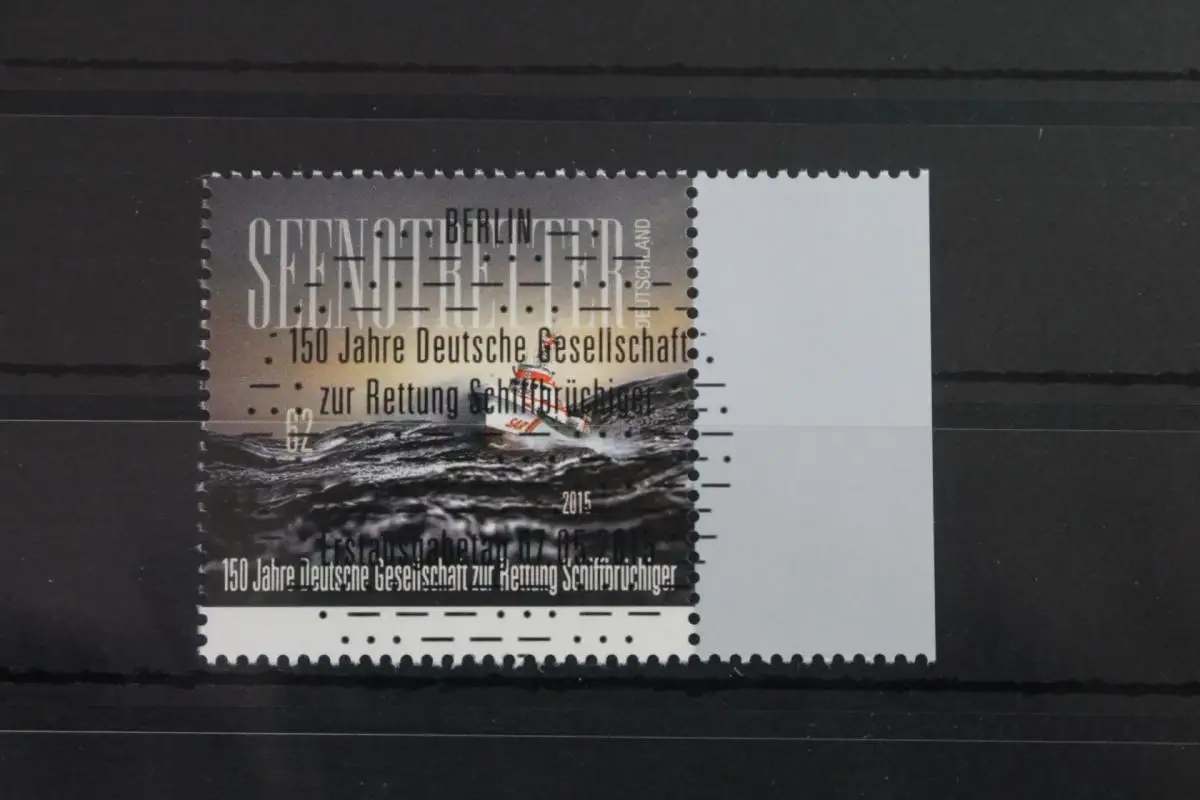 BERLIN
SEENOTRETTER
DEUTSCHLAND
150 Jahre Deutsche Gesellschaft
zur Rettung Schiffbrüchiger
62
SAR
2015
Erstausgabetag 07.05.2015
150 Jahre Deutsche Gesellschaft zur Rettung Schiffbrüchiger